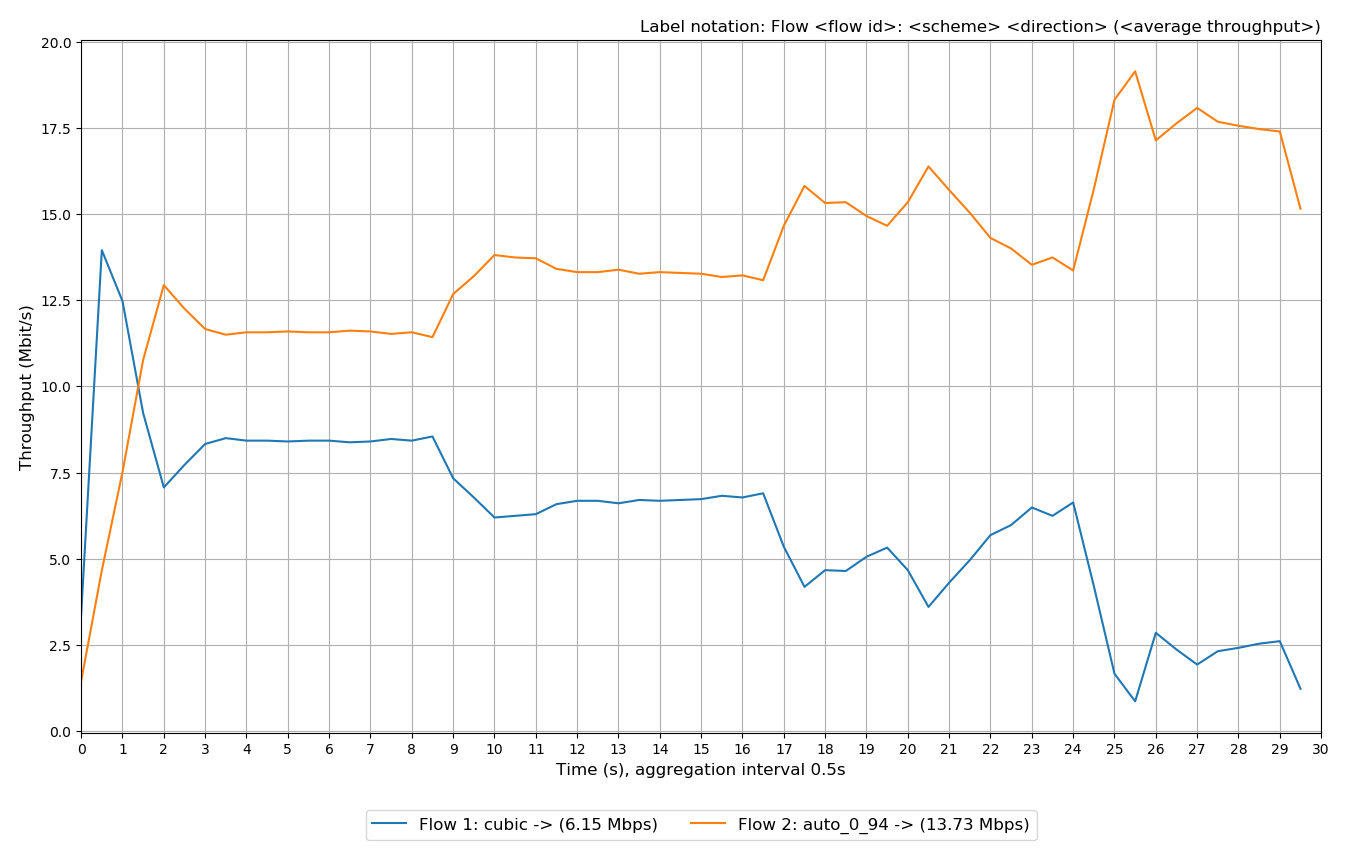 Label notation: Flow <flow id>: <scheme> <direction> (<average throughput>)
20.0
17.5
15.0
12.5
10.0
7.5
5.0
2.5
0.0
Throughput (Mbit/s)
0 1 2 3 4 5 6 7 8 9 10 11 12 13 14 15 16 17 18 19 20 21 22 23 24 25 26 27 28 29 30
Time (s), aggregation interval 0.5s
Flow 1: cubic -> (6.15 Mbps) Flow 2: auto_0_94 -> (13.73 Mbps)